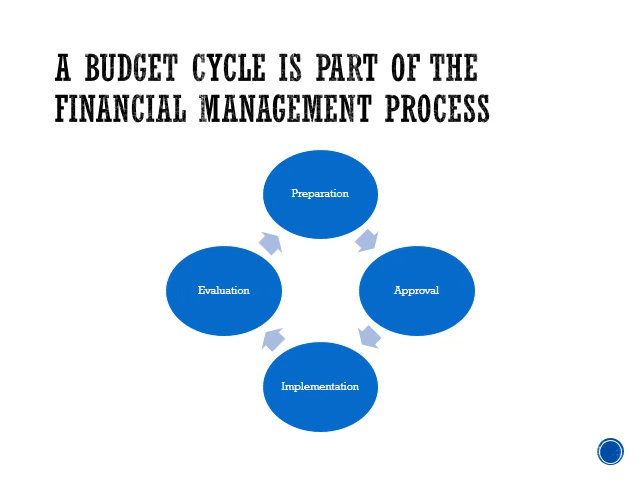 A BUDGET CYCLE IS PART OF THE
FINANCIAL MANAGEMENT PROCESS
Preparation
Evaluation
Approval
Implementation